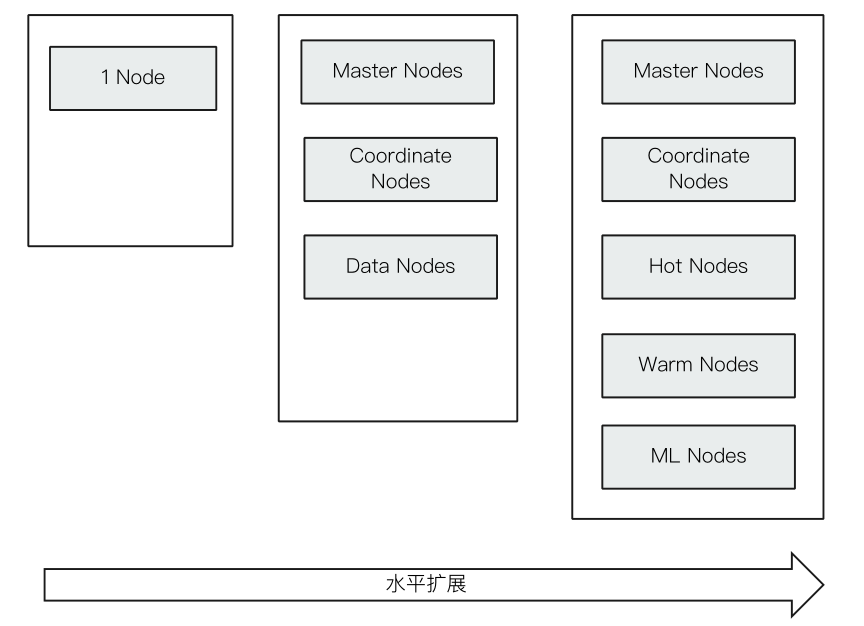 1 Node
Master Nodes
Coordinate
Nodes
Data Nodes
Master Nodes
Coordinate
Nodes
Hot Nodes
Warm Nodes
ML Nodes
水平扩展